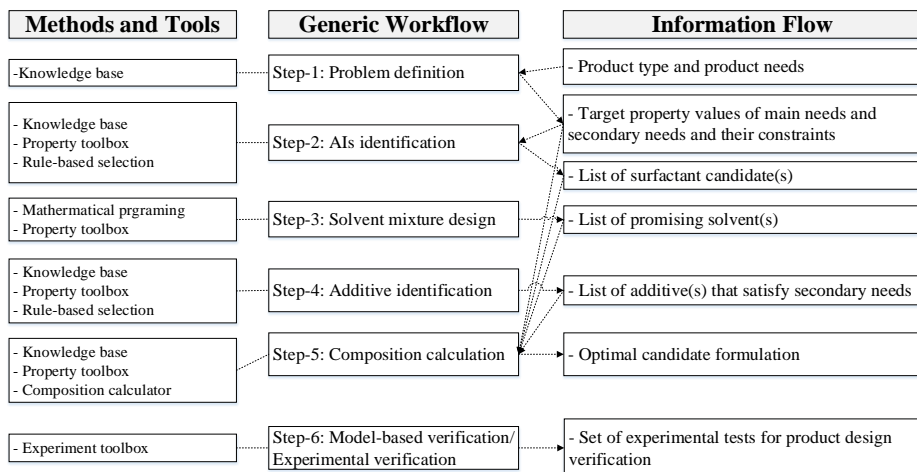 Methods and Tools
Generic Workflow
Information Flow
-Knowledge base
Step-1: Problem definition
- Product type and product needs
- Knowledge base
- Property toolbox
- Rule-based selection
Step-2: AIs identification
- Target property values of main needs and
secondary needs and their constraints
- List of surfactant candidate(s)
- Mathermatical prgraming
- Property toolbox
Step-3: Solvent mixture design
- List of promising solvent(s)
- Knowledge base
- Property toolbox
- Rule-based selection
Step-4: Additive identification
- List of additive(s) that satisfy secondary needs
- Knowledge base
- Property toolbox
- Composition calculator
Step-5: Composition calculation
- Optimal candidate formulation
- Experiment toolbox
Step-6: Model-based verification/
Experimental verification
- Set of experimental tests for product design
verification